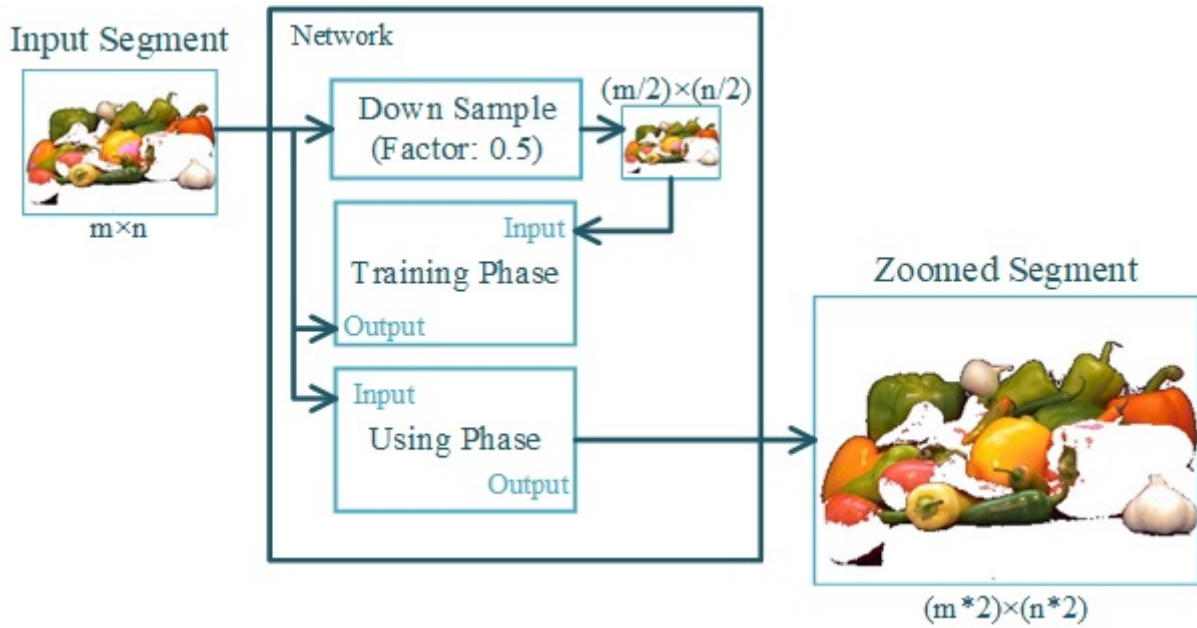 Input Segment
m×n
Network
Down Sample
(Factor: 0.5)
(m/2)×(n/2)
Input
Training Phase
Output
Input
Using Phase
Output
Zoomed Segment
(m*2)×(n*2)